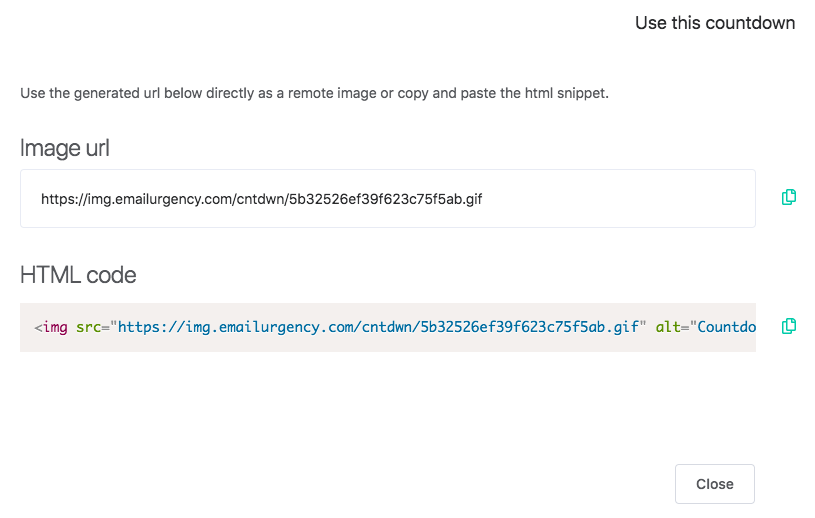 Use this countdown
Use the generated url below directly as a remote image or copy and paste the html snippet.
Image url
https://img.emailurgency.com/cntdwn/5b32526ef39f623c75f5ab.gif
HTML code
<img src="https://img.emailurgency.com/cntdwn/5b32526ef39f623c75f5ab.gif" alt="Countdo
Close